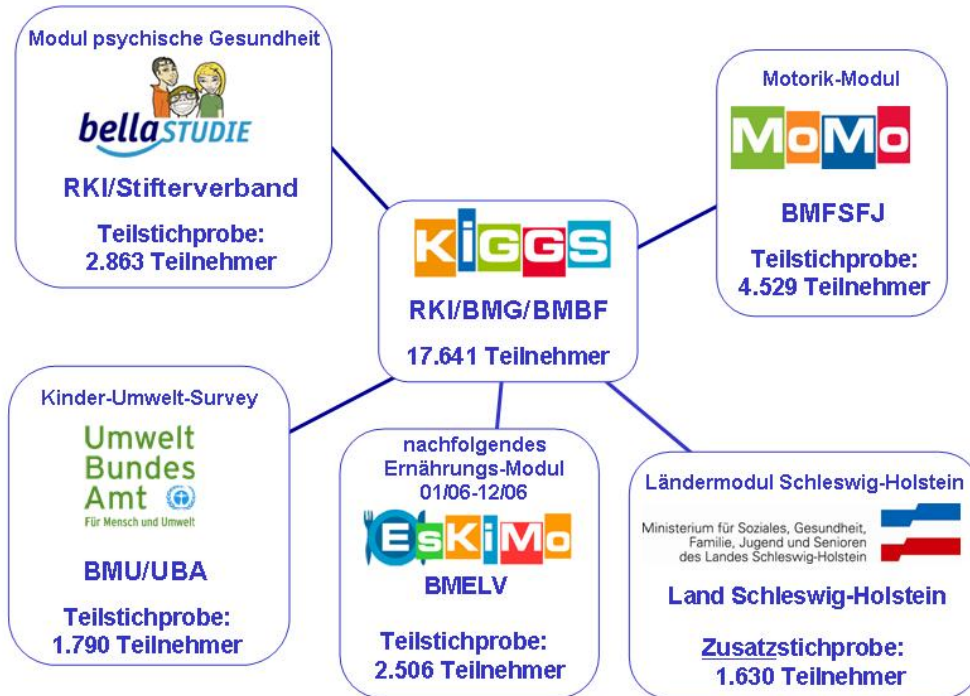 Modul psychische Gesundheit
bella STUDIE
RKI/Stifterverband
Teilstichprobe:
2.863 Teilnehmer
Motorik-Modul
MoMo
BMFSFJ
Teilstichprobe:
4.529 Teilnehmer
KiGGS
RKI/BMG/BMBF
17.641 Teilnehmer
Kinder-Umwelt-Survey
Umwelt
Bundes
Amt
Für Mensch und Umwelt
BMU/UBA
Teilstichprobe:
1.790 Teilnehmer
nachfolgendes
Ernährungs-Modul
01/06-12/06
EsKiMo
BMELV
Teilstichprobe:
2.506 Teilnehmer
Ländermodul Schleswig-Holstein
Ministerium für Soziales, Gesundheit,
Familie, Jugend und Senioren
des Landes Schleswig-Holstein
Land Schleswig-Holstein
Zusatzstichprobe:
1.630 Teilnehmer